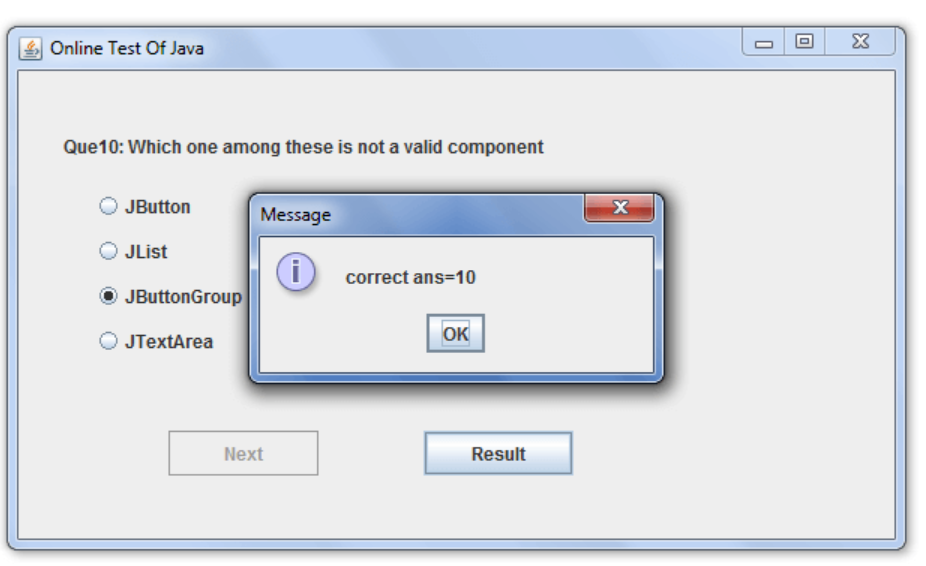 Online Test Of Java
Que10: Which one among these is not a valid component
JButton
JList
JButtonGroup
JTextArea
Message
correct ans=10
OK
Next
Result